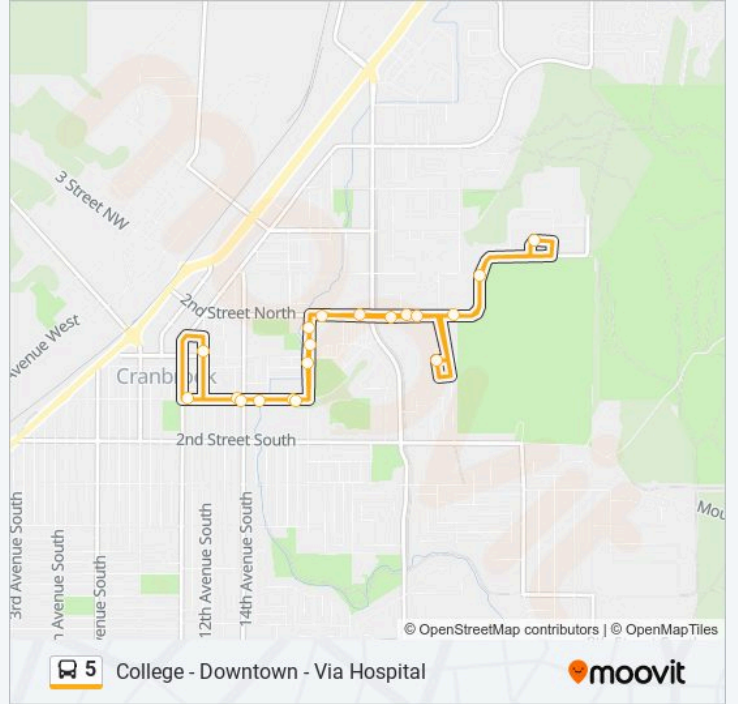 3 Street NW
2nd Street North
Avenue West
Cranbrook
2nd Street South
3rd Avenue South
Avenue South
venue South
12th Avenue South
14th Avenue South
Mou
© OpenStreetMap contributors | © OpenMapTiles
5 College - Downtown - Via Hospital
moovit